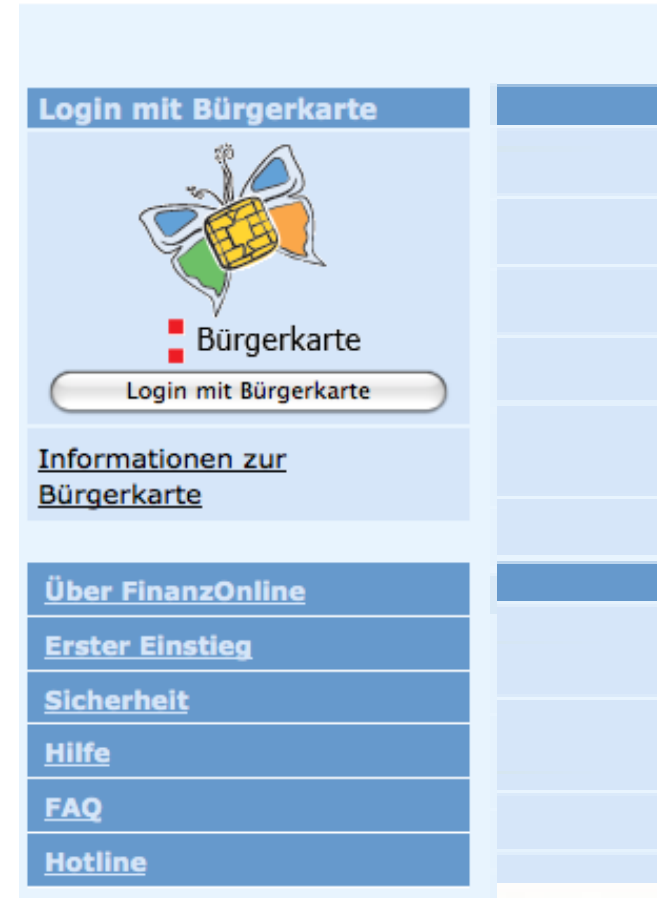 Login mit Bürgerkarte
Bürgerkarte
Login mit Bürgerkarte
Informationen zur
Bürgerkarte
Über FinanzOnline
Erster Einstieg
Sicherheit
Hilfe
FAQ
Hotline